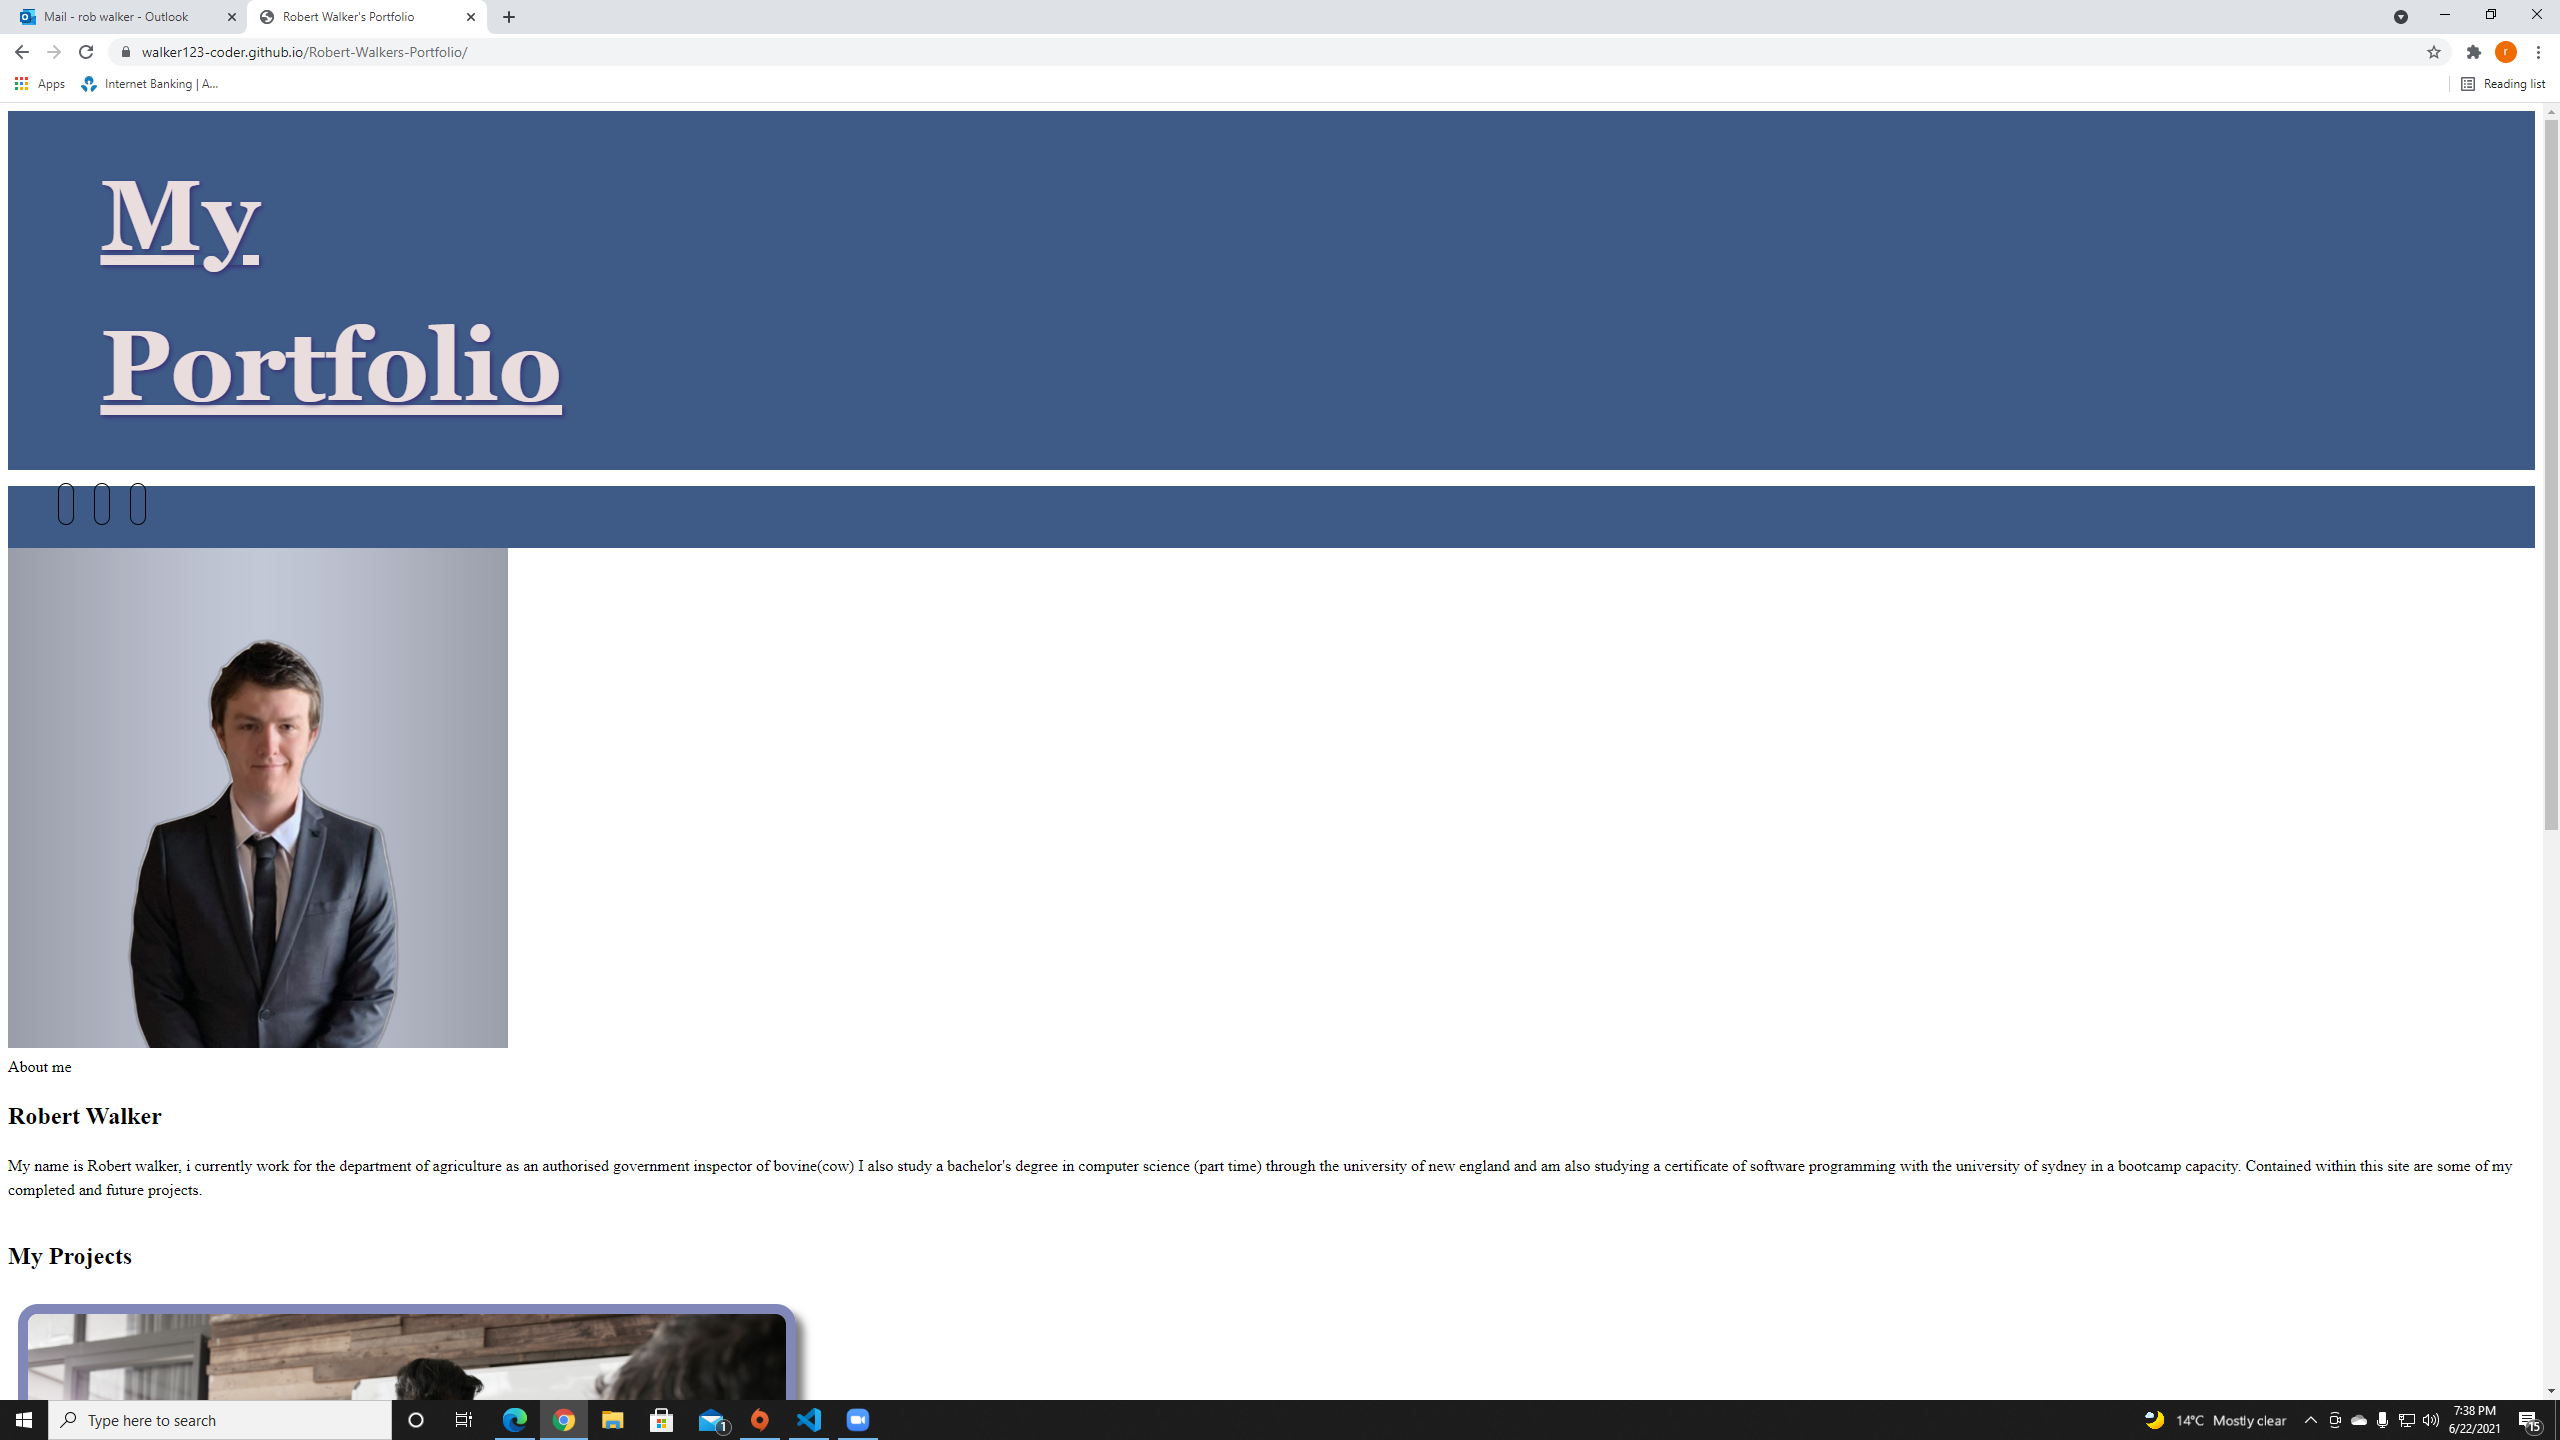 Mail - rob walker - Outlook
Robert Walker's Portfolio
walker123-coder.github.io/Robert-Walkers-Portfolio/
r
Apps
Internet Banking | A...
Reading list
My
Portfolio
About me
Robert Walker
My name is Robert walker, i currently work for the department of agriculture as an authorised government inspector of bovine(cow) I also study a bachelor's degree in computer science (part time) through the university of new england and am also studying a certificate of software programming with the university of sydney in a bootcamp capacity. Contained within this site are some of my
completed and future projects.
My Projects
Type here to search
1
14°C Mostly clear
7:38 PM
6/22/2021
15